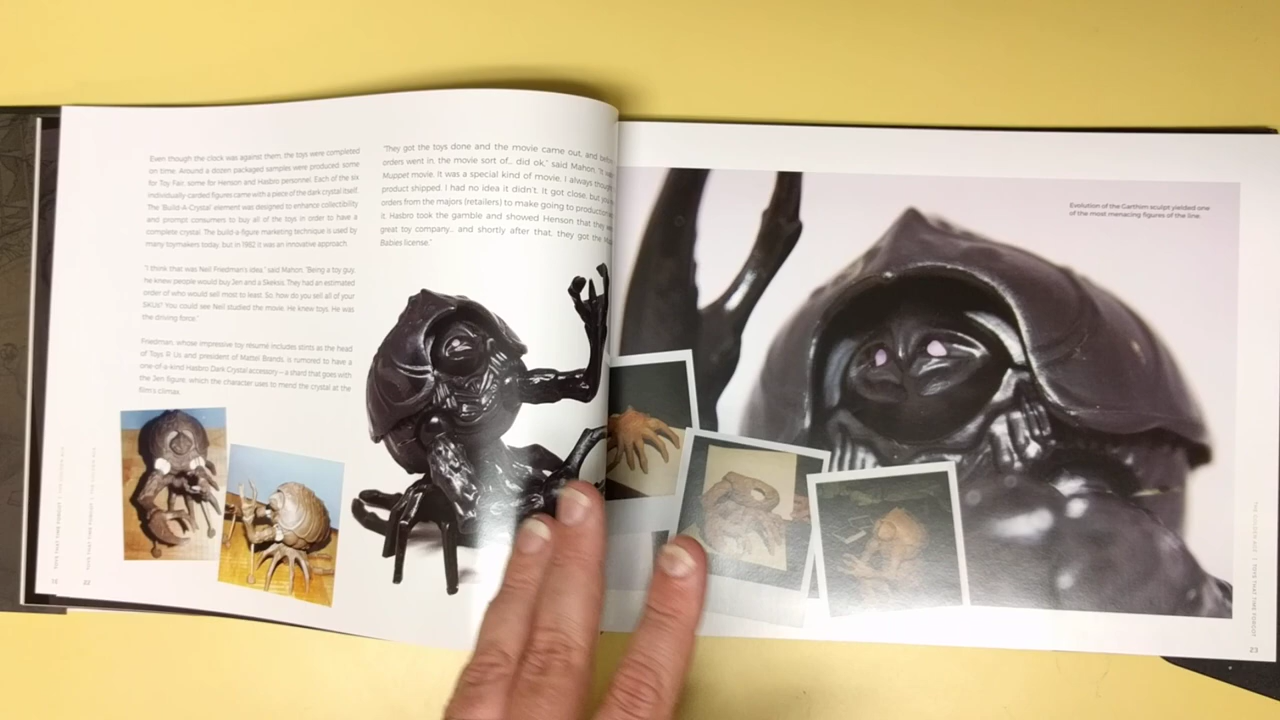 Even though the clock was against them, the toys were completed
on time. Around a dozen packaged samples were produced, some
for Toy Fair, some for Henson and Hasbro personnel. Each of the six
individually-carded figures came with a piece of the dark crystal itself.
The 'Build-A-Crystal' element was designed to enhance collectibility
and prompt consumers to buy all of the toys in order to have a
complete crystal. The build-a-figure marketing technique is used by
many toymakers today, but in 1982 it was an innovative approach.
"I think that was Neil Friedman's idea," said Mahon. "Being a toy guy,
he knew people would buy Jen and a Skeksis. They had an estimated
order of who would sell most to least. So, how do you sell all of your
SKUs? You could see Neil studied the movie. He knew toys. He was
the driving force."
Friedman, whose impressive toy résumé includes stints as the head
of Toys R Us and president of Mattel Brands, is rumored to have a
one-of-a-kind Hasbro Dark Crystal accessory—a shard that goes with
the Jen figure, which the character uses to mend the crystal at the
film's climax.
"They got the toys done and the movie came out, and before
orders went in, the movie sort of... did ok," said Mahon. "It
Muppet movie. It was a special kind of movie. I always thought
product shipped. I had no idea it didn't. It got close, but
orders from the majors (retailers) to make going to production
it. Hasbro took the gamble and showed Henson that they
great toy company... and shortly after that, they got the
Babies license."
22
Evolution of the Garthim sculpt yielded one
of the most menacing figures of the line.
THE GOLDEN AGE | TOYS THAT TIME FORGOT
23